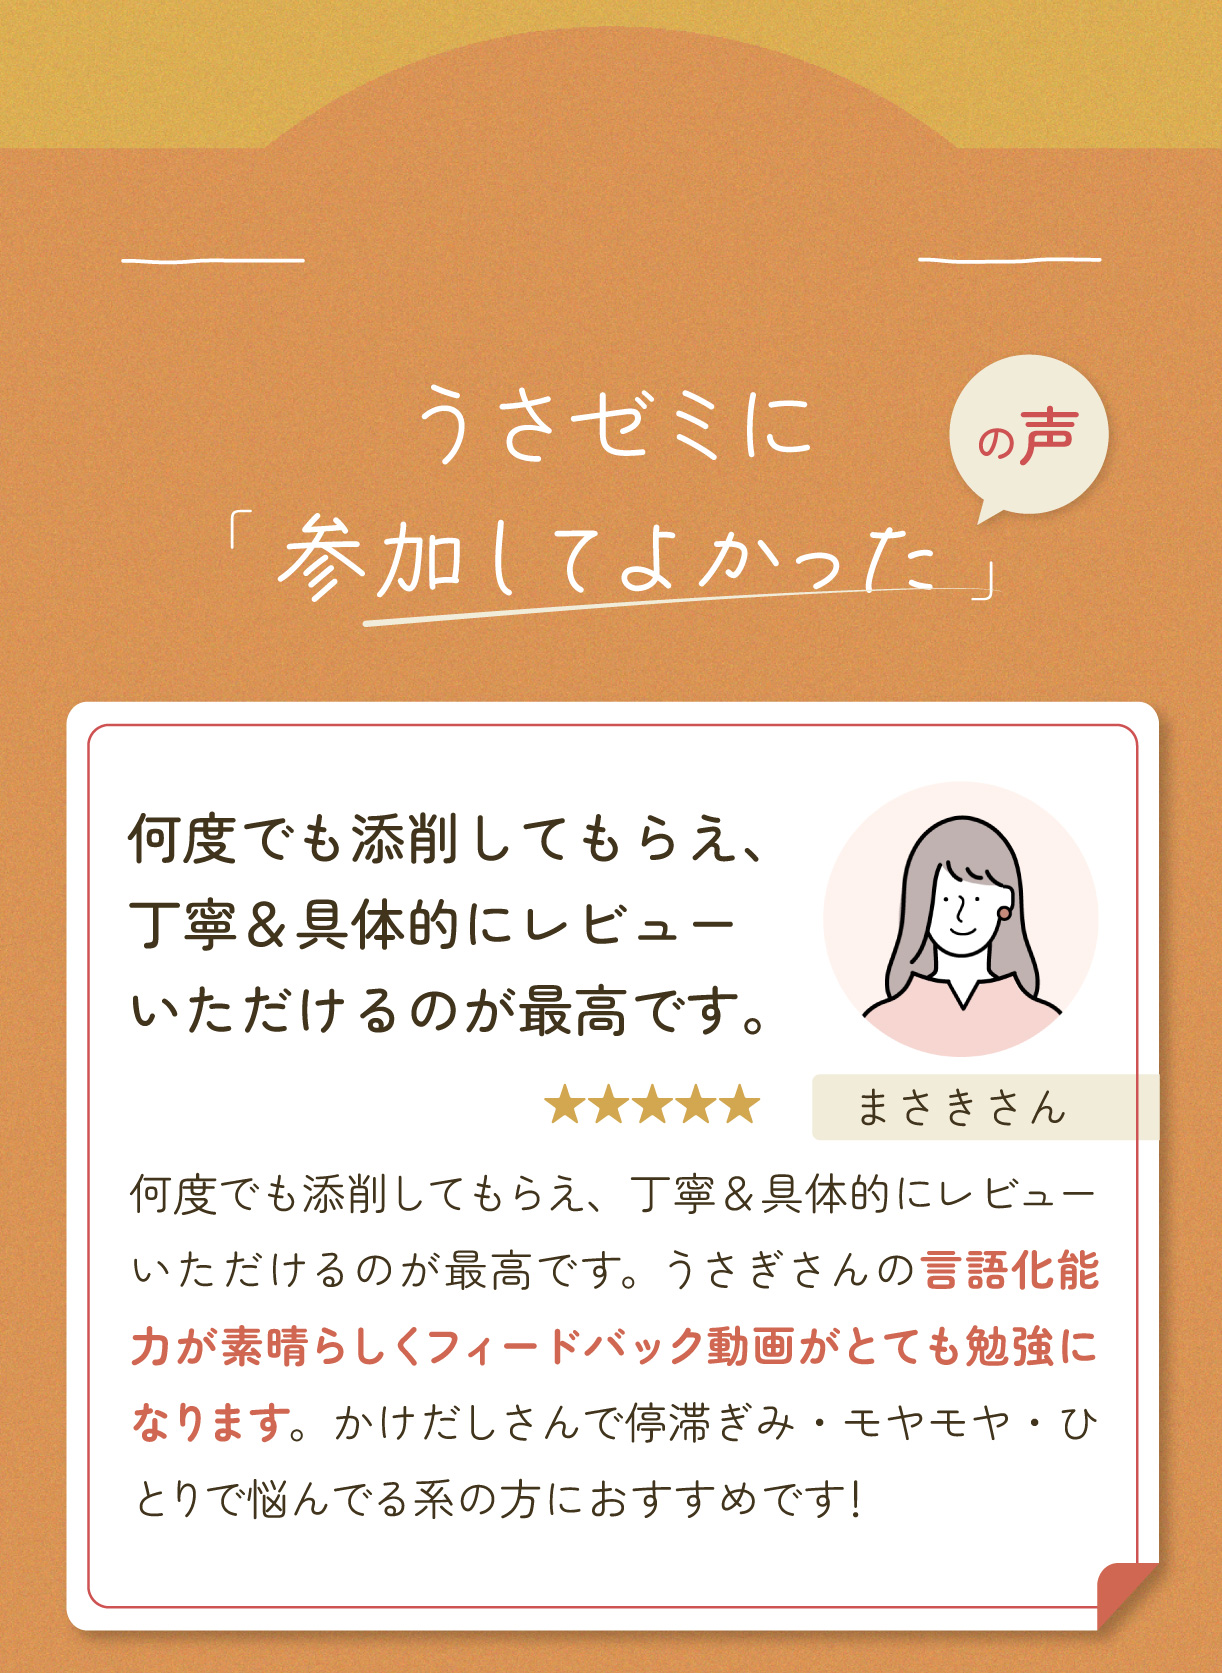 うさゼミに
の声
「参加してよかった」
何度でも添削してもらえ、
丁寧＆具体的にレビュー
いただけるのが最高です。
★★★★★
まさきさん
何度でも添削してもらえ、丁寧＆具体的にレビュー
いただけるのが最高です。うさぎさんの言語化能
力が素晴らしくフィードバック動画がとても勉強に
なります。かけだしさんで停滞ぎみ・モヤモヤ・ひ
とりで悩んでる系の方におすすめです！